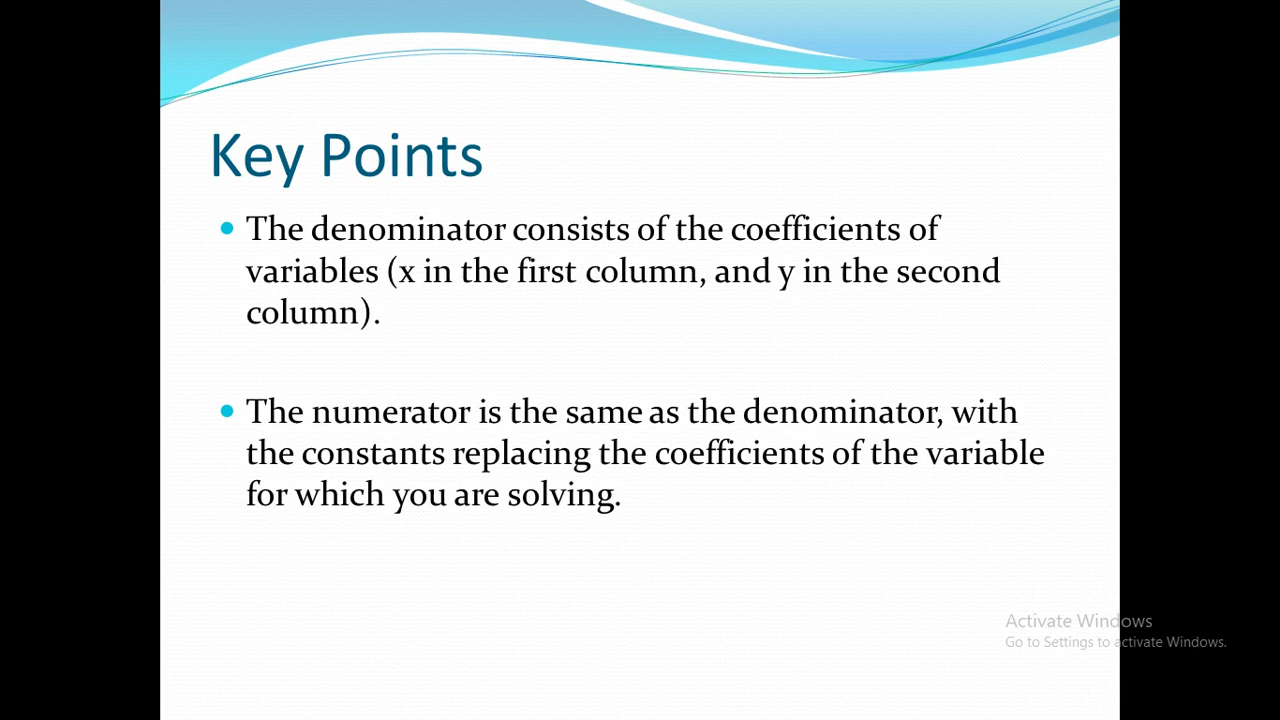 Key Points
The denominator consists of the coefficients of
variables (x in the first column, and y in the second
column).
The numerator is the same as the denominator, with
the constants replacing the coefficients of the variable
for which you are solving.
Activate Windows
Go to Settings to activate Windows.